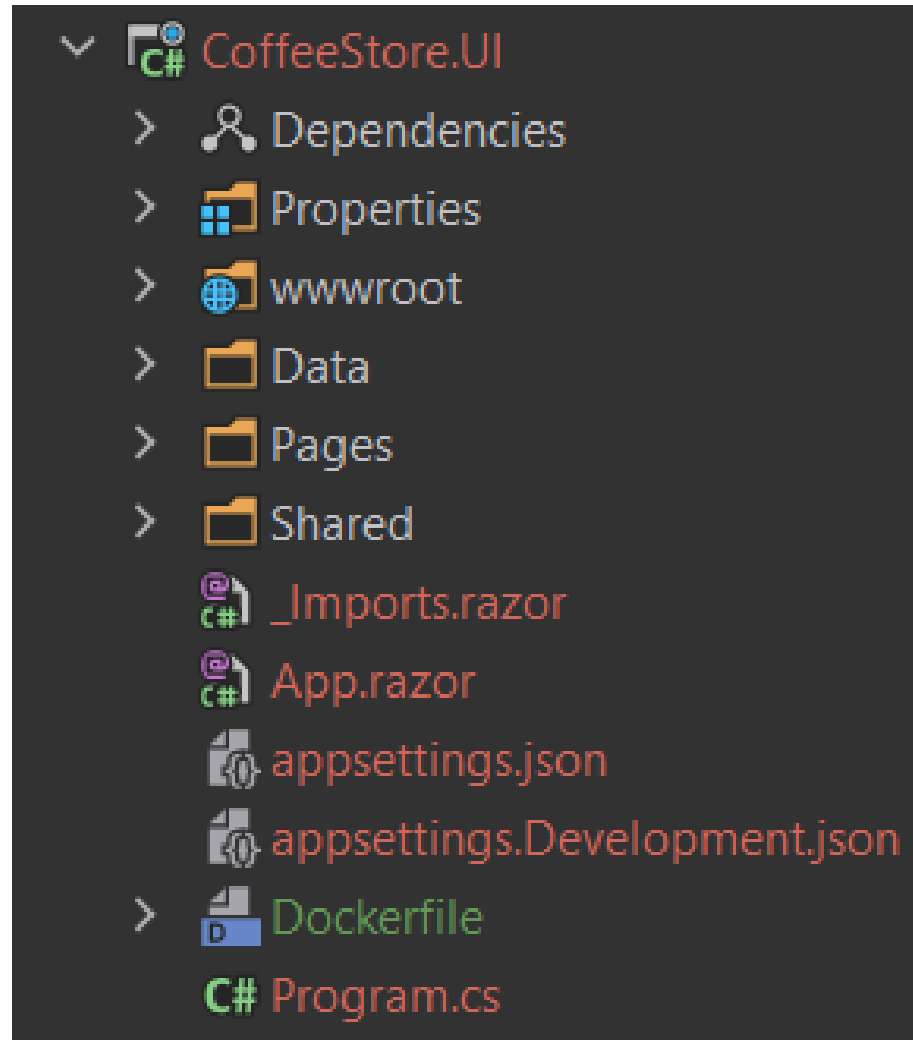 CoffeeStore.UI
Dependencies
Properties
wwwroot
Data
Pages
Shared
_Imports.razor
App.razor
appsettings.json
appsettings.Development.json
Dockerfile
Program.cs